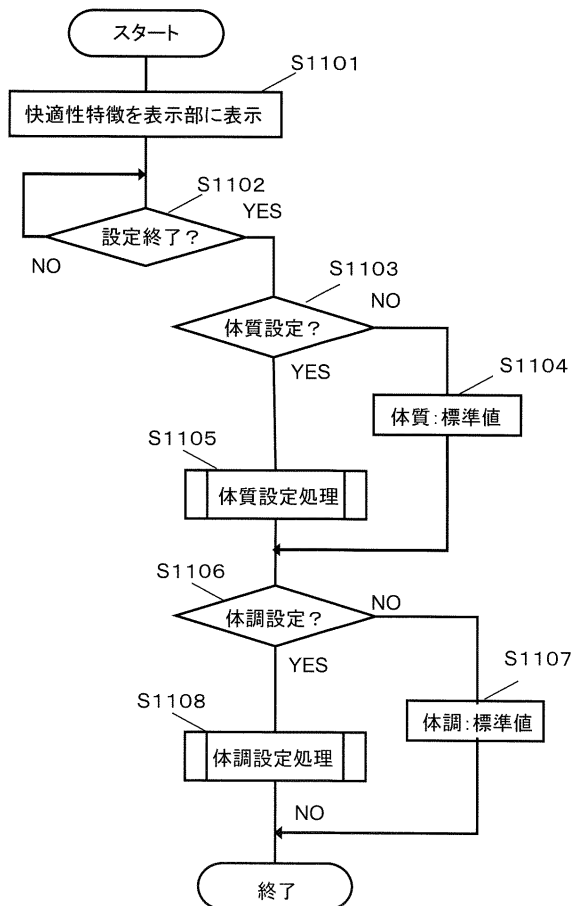 スタート
S1101
快適性特徴を表示部に表示
S1102
YES
設定終了?
NO
S1103
NO
体質設定?
YES
S1104
体質:標準値
S1105
体質設定処理
S1106
NO
体調設定?
YES
S1107
体調:標準値
S1108
体調設定処理
NO
終了